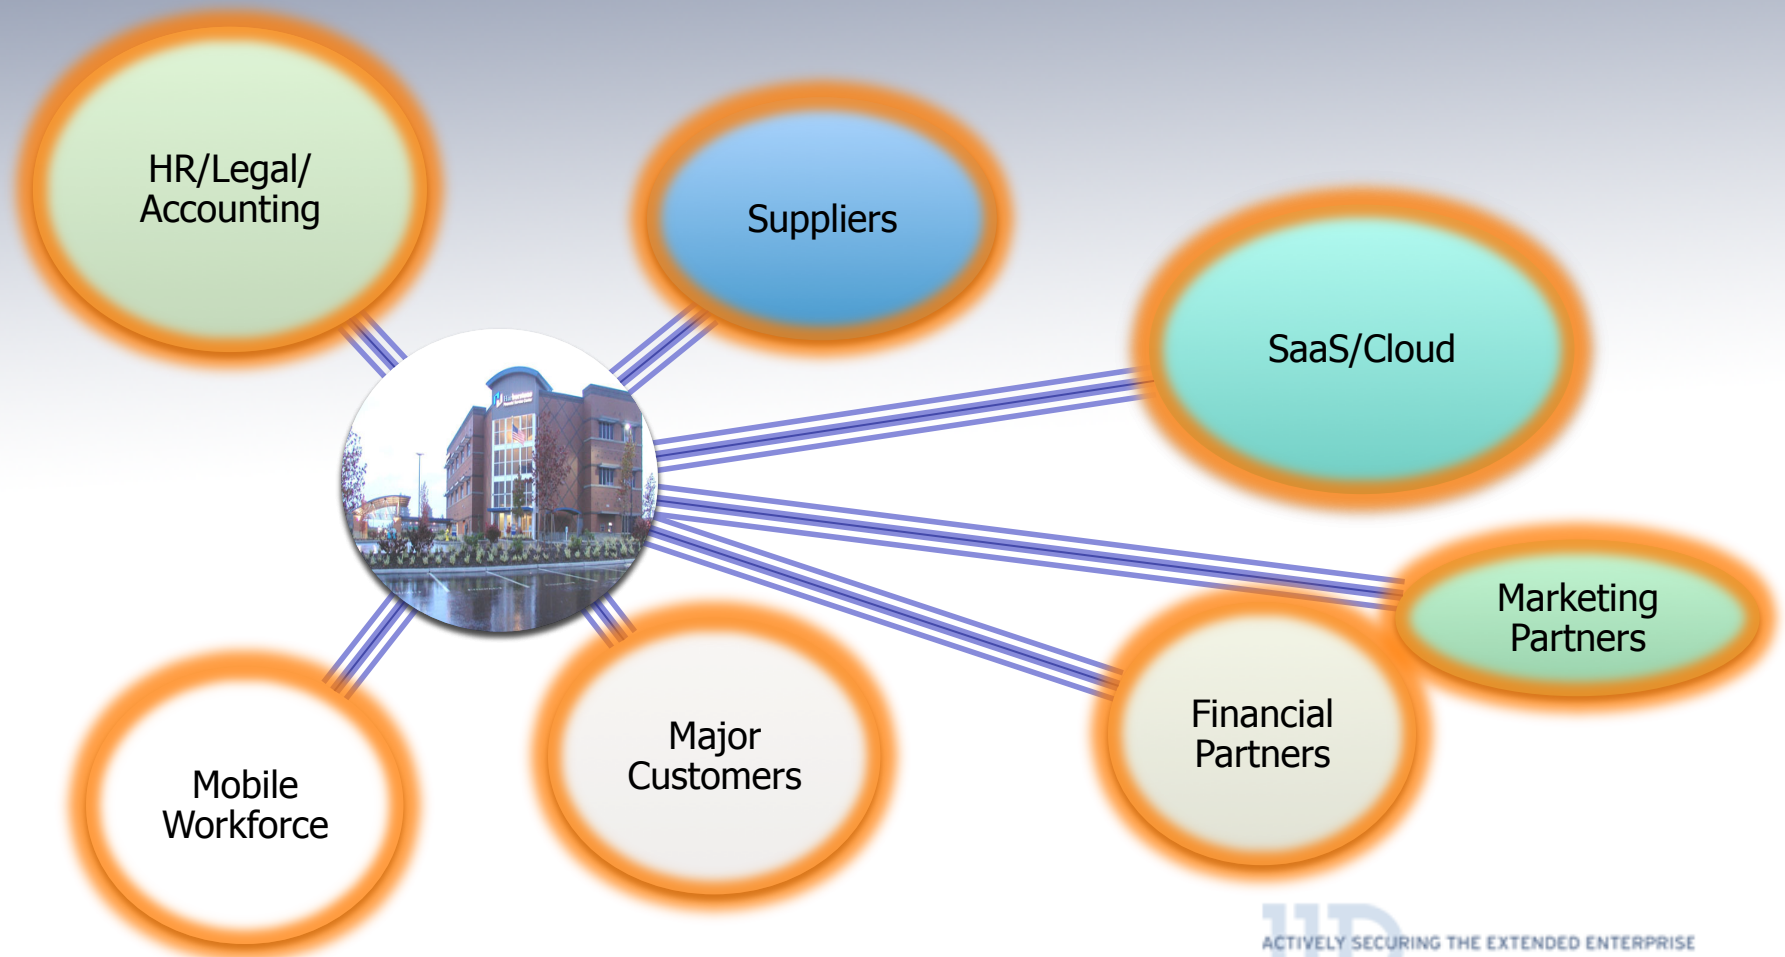 HR/Legal/
Accounting
Suppliers
SaaS/Cloud
Marketing
Partners
Financial
Partners
Major
Customers
Mobile
Workforce
IID
ACTIVELY SECURING THE EXTENDED ENTERPRISE